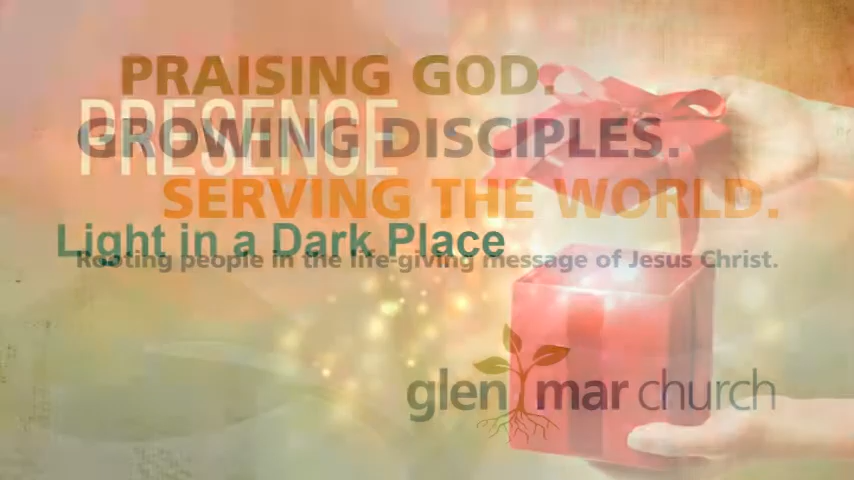 PRAISING GOD.
PRESENCE
GROWING DISCIPLES.
SERVING THE WORLD.
Light in a Dark Place
Rooting people in the life-giving message of Jesus Christ.
glen mar church